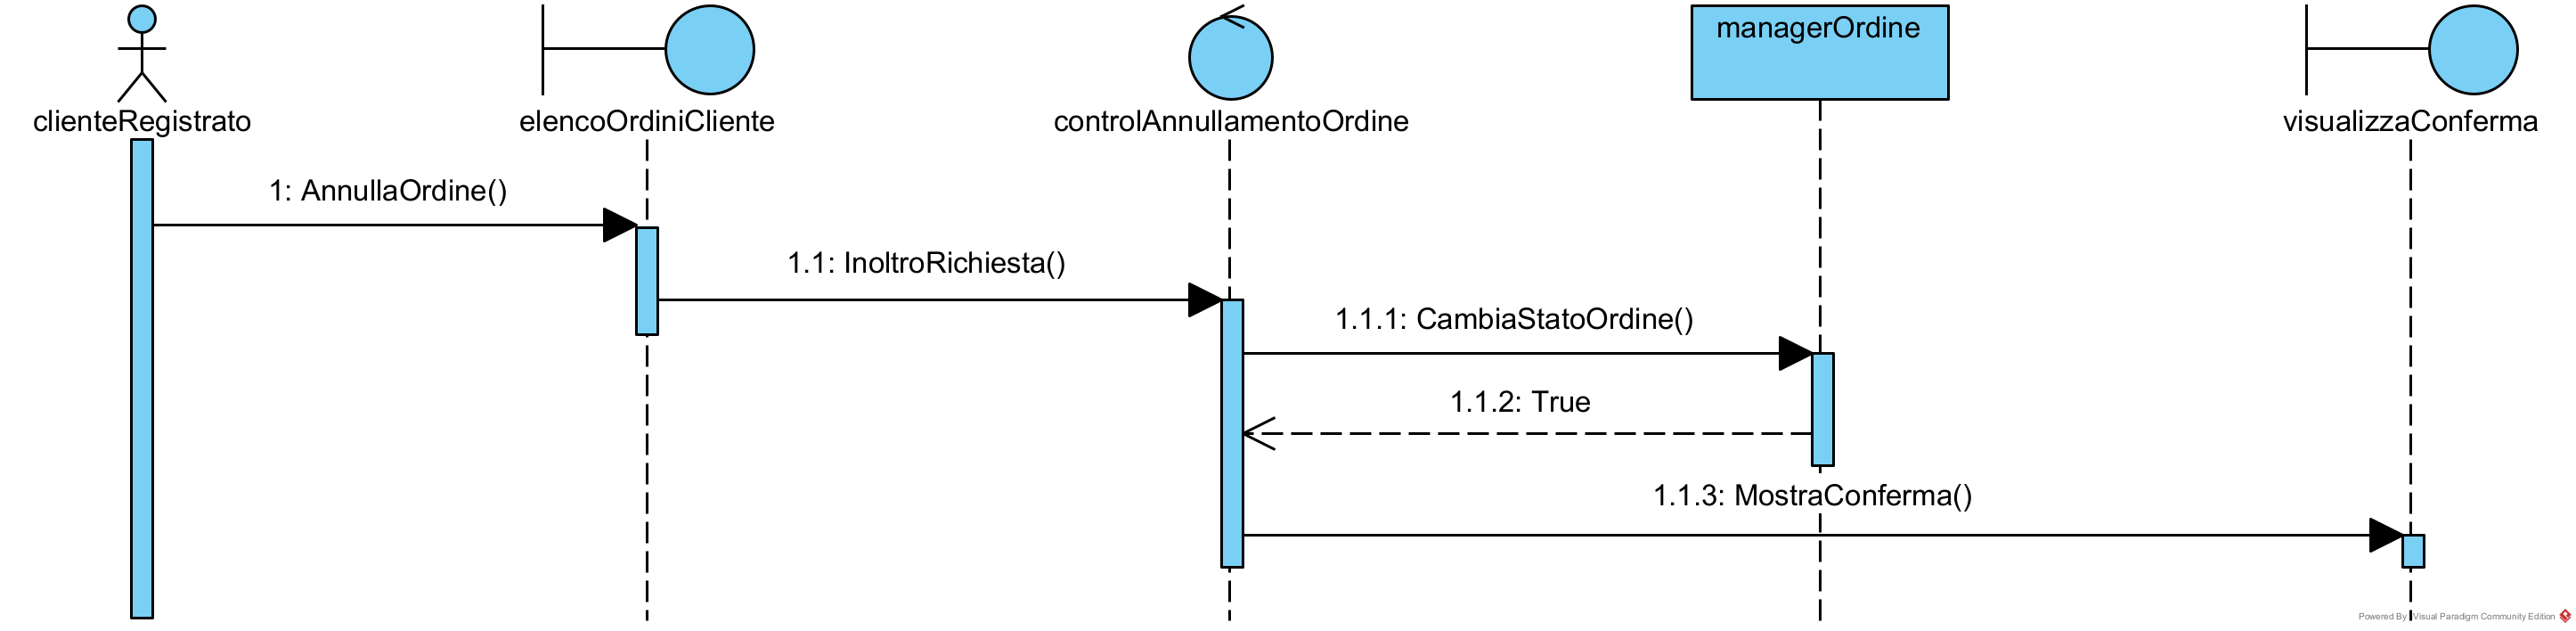 managerOrdine
clienteRegistrato
elencoOrdiniCliente
controlAnnullamentoOrdine
visualizzaConferma
1: AnnullaOrdine()
1.1: InoltroRichiesta()
1.1.1: CambiaStatoOrdine()
1.1.2: True
1.1.3: MostraConferma()
Powered By Visual Paradigm Community Edition